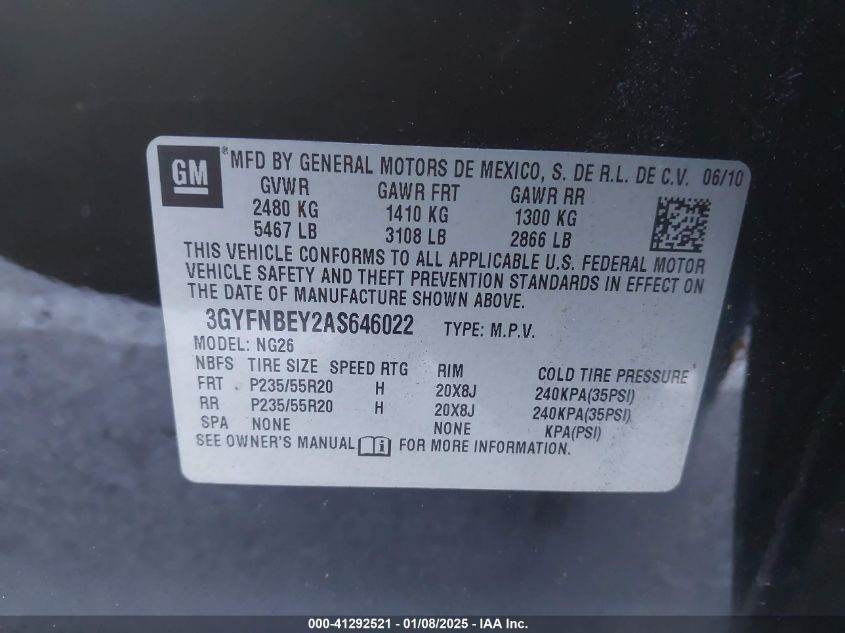 GM ® MFD BY GENERAL MOTORS DE MEXICO, S. DE R.L. DE C.V. 06/10
GVWR GAWR FRT GAWR RR
2480 KG 1410 KG 1300 KG
5467 LB 3108 LB 2866 LB
THIS VEHICLE CONFORMS TO ALL APPLICABLE U.S. FEDERAL MOTOR
VEHICLE SAFETY AND THEFT PREVENTION STANDARDS IN EFFECT ON
THE DATE OF MANUFACTURE SHOWN ABOVE.
3GYFNBEY2AS646022 TYPE: M.P.V.
MODEL: NG26
NBFS TIRE SIZE SPEED RTG RIM COLD TIRE PRESSURE
FRT P235/55R20 H 20X8J 240KPA(35PSI)
RR P235/55R20 H 20X8J 240KPA(35PSI)
SPA NONE NONE KPA(PSI)
SEE OWNER'S MANUAL FOR MORE INFORMATION.
000-41292521 - 01/08/2025 - IAA Inc.